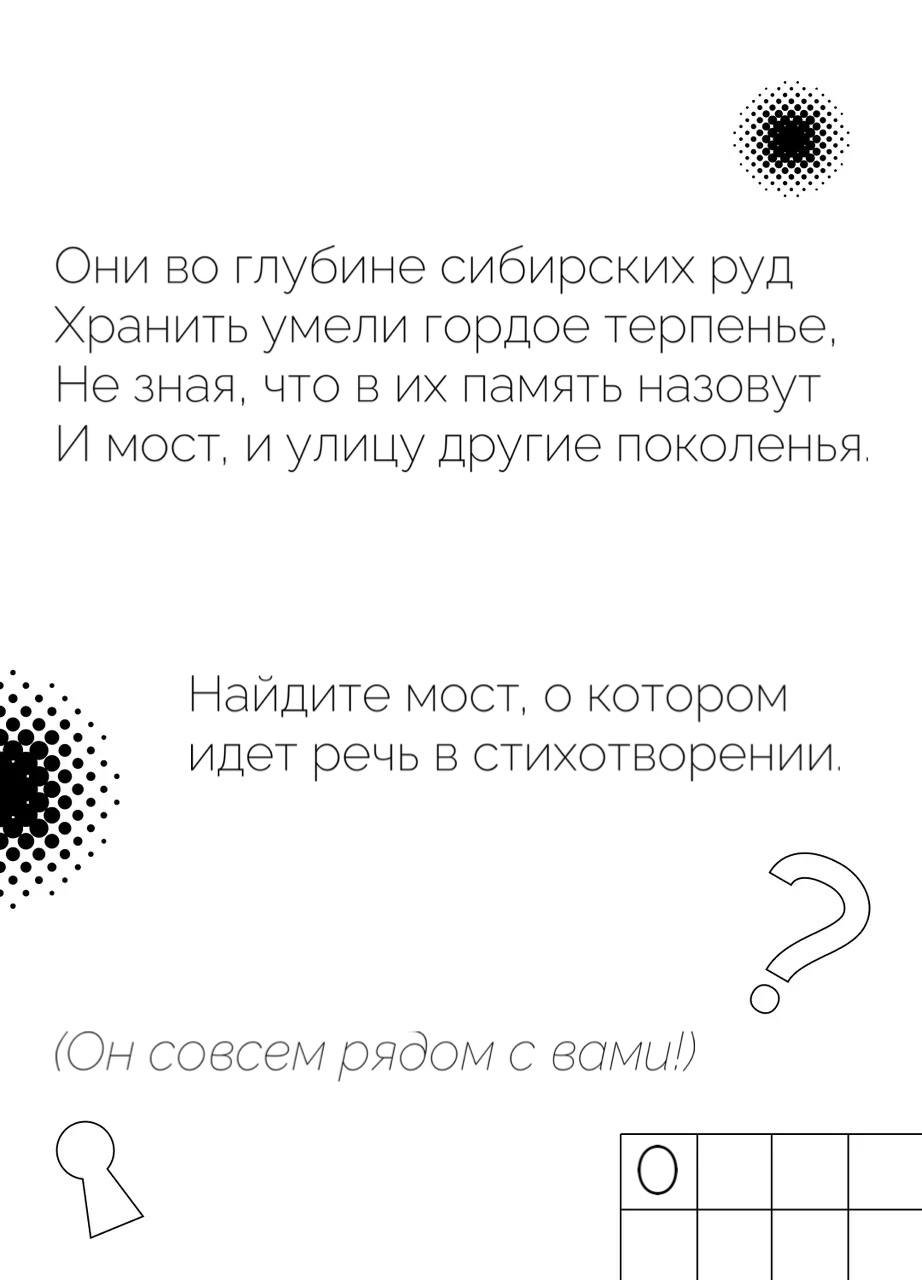 Они во глубине сибирских руд
Хранить умели гордое терпенье,
Не зная, что в их память назовут
И мост, и улицу другие поколенья.
Найдите мост, о котором
идет речь в стихотворении.
?
(Он совсем рядом с вами!)
О